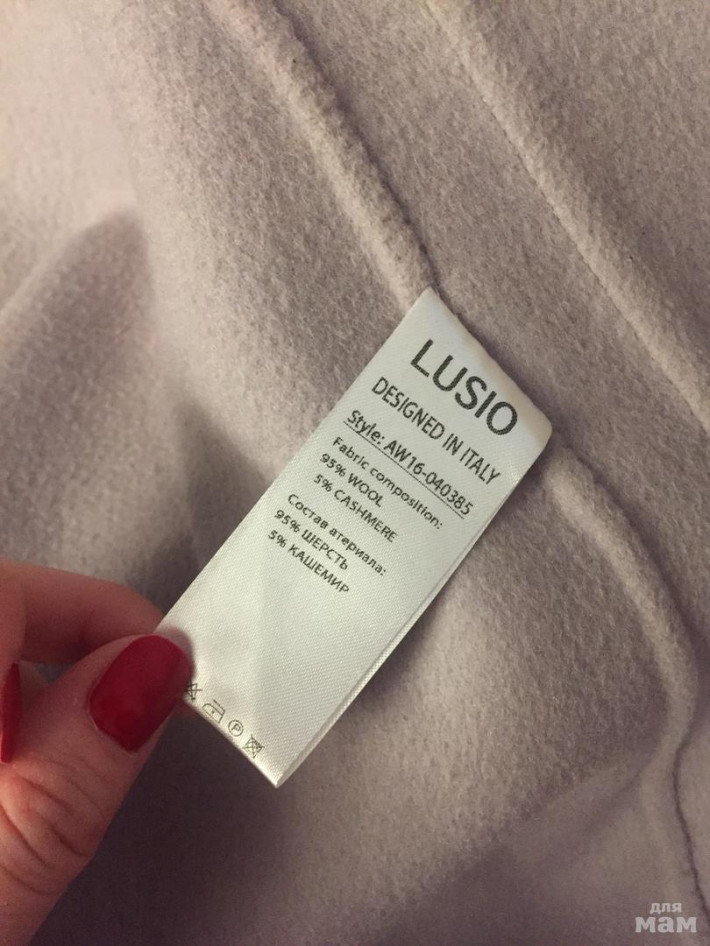 LUSIO
DESIGNED IN ITALY
Style: AW16-040385
Fabric composition:
95% WOOL
5% CASHMERE
Состав атериала:
95% ШЕРСТЬ
5% КАШЕМИР
P
для
мам